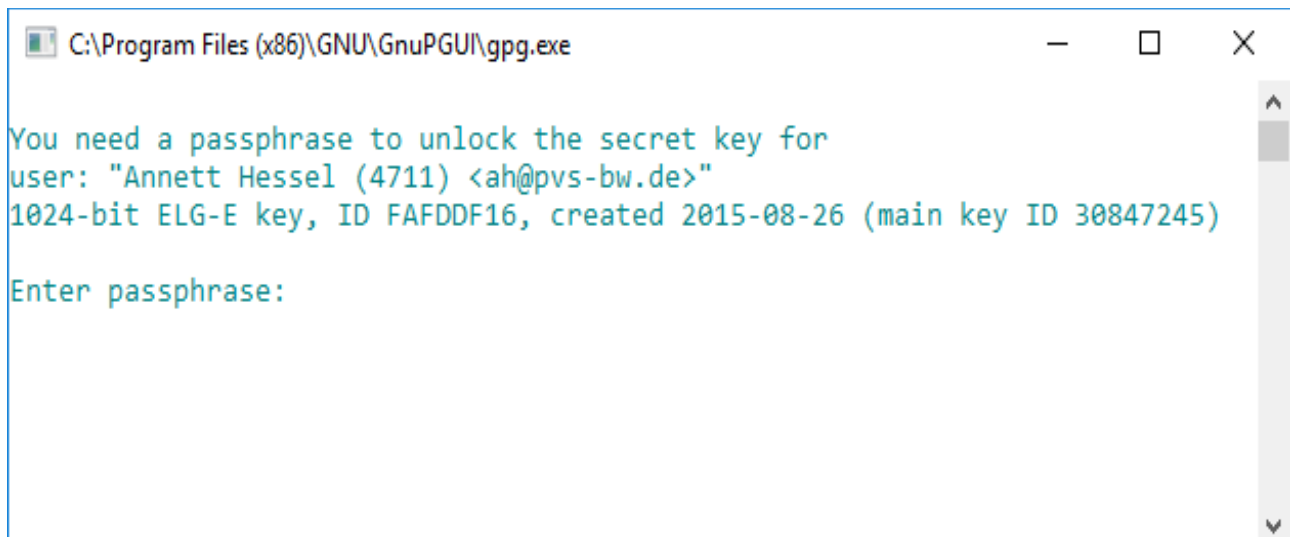 C:\Program Files (x86)\GNU\GnuPGUI\gpg.exe
You need a passphrase to unlock the secret key for
user: "Annett Hessel (4711) <ah@pvs-bw.de>"
1024-bit ELG-E key, ID FAFDDF16, created 2015-08-26 (main key ID 30847245)
Enter passphrase: